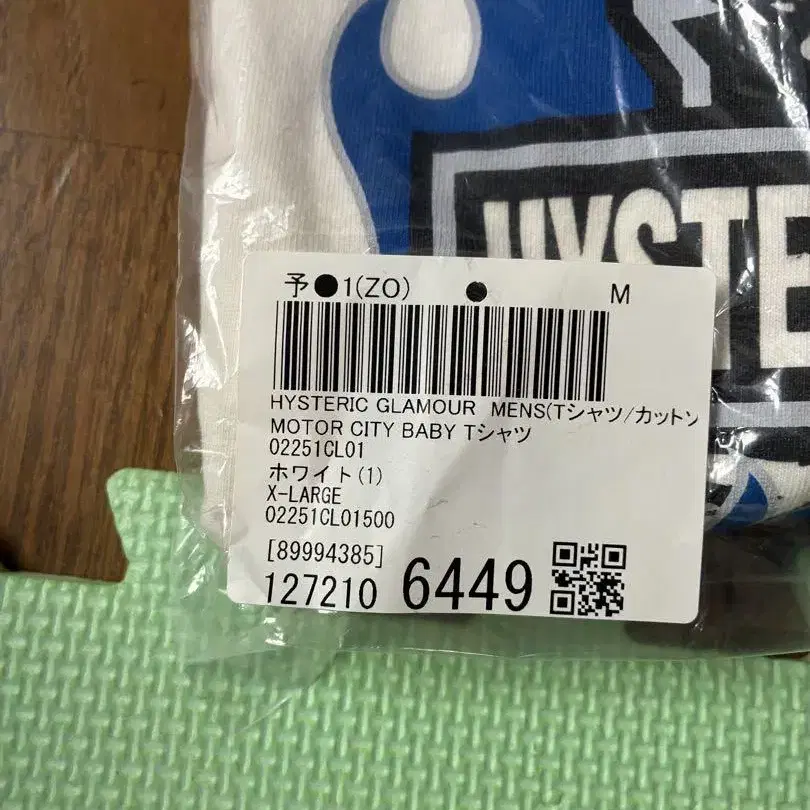 HYSTE
予●1(ZO) ● M
HYSTERIC GLAMOUR MENS(Tシャツ/カットソ
MOTOR CITY BABY Tシャツ
02251CL01
ホワイト(1)
X-LARGE
02251CL01500
[89994385]
127210 6449